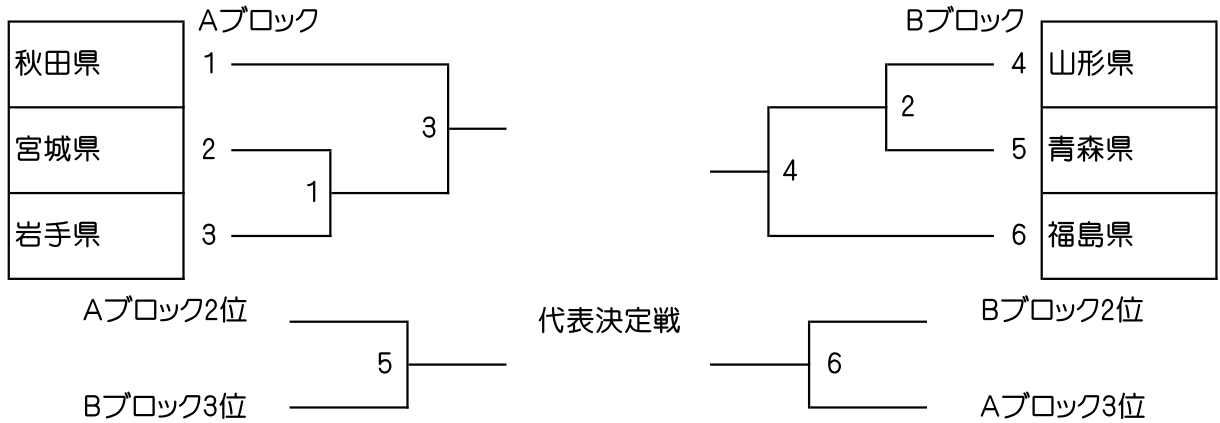 Aブロック
Bブロック
秋田県 1
宮城県 2
岩手県 3
1
3
4 山形県
5 青森県
6 福島県
2
4
代表決定戦
Aブロック2位
Bブロック3位
5
Bブロック2位
Aブロック3位
6